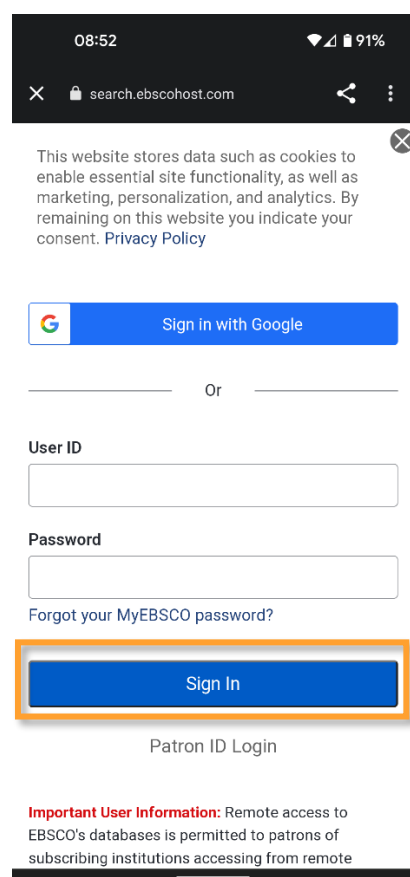 08:52 91%
search.ebscohost.com
This website stores data such as cookies to
enable essential site functionality, as well as
marketing, personalization, and analytics. By
remaining on this website you indicate your
consent. Privacy Policy
Sign in with Google
Or
User ID
Password
Forgot your MyEBSCO password?
Sign In
Patron ID Login
Important User Information: Remote access to
EBSCO's databases is permitted to patrons of
subscribing institutions accessing from remote